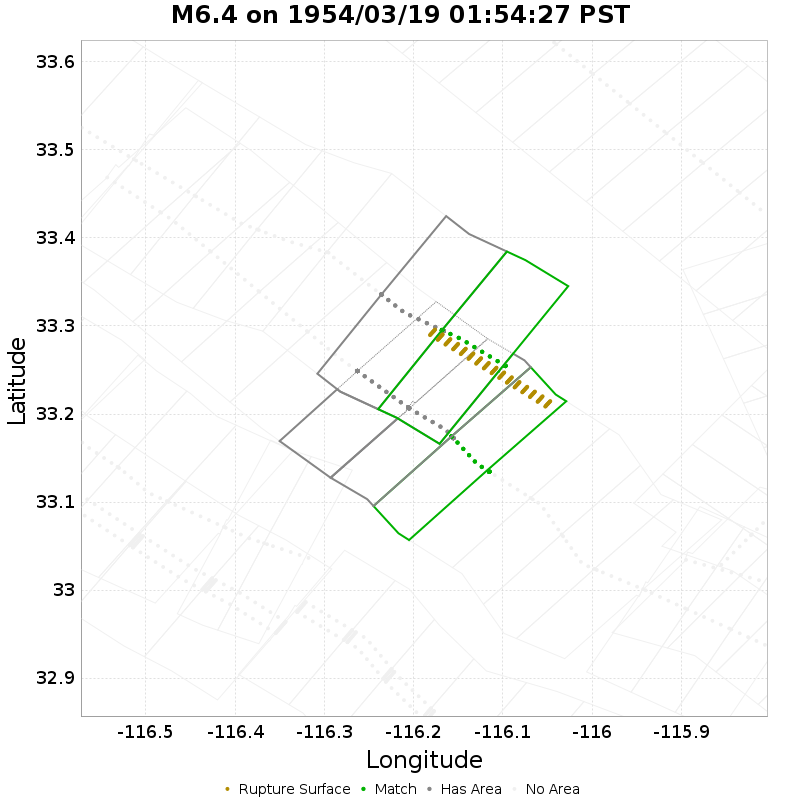 M6.4 on 1954/03/19 01:54:27 PST
33.6
33.5
33.4
33.3
33.2
33.1
33
32.9
Latitude
-116.5 -116.4 -116.3 -116.2 -116.1 -116 -115.9
Longitude
Rupture Surface Match Has Area No Area